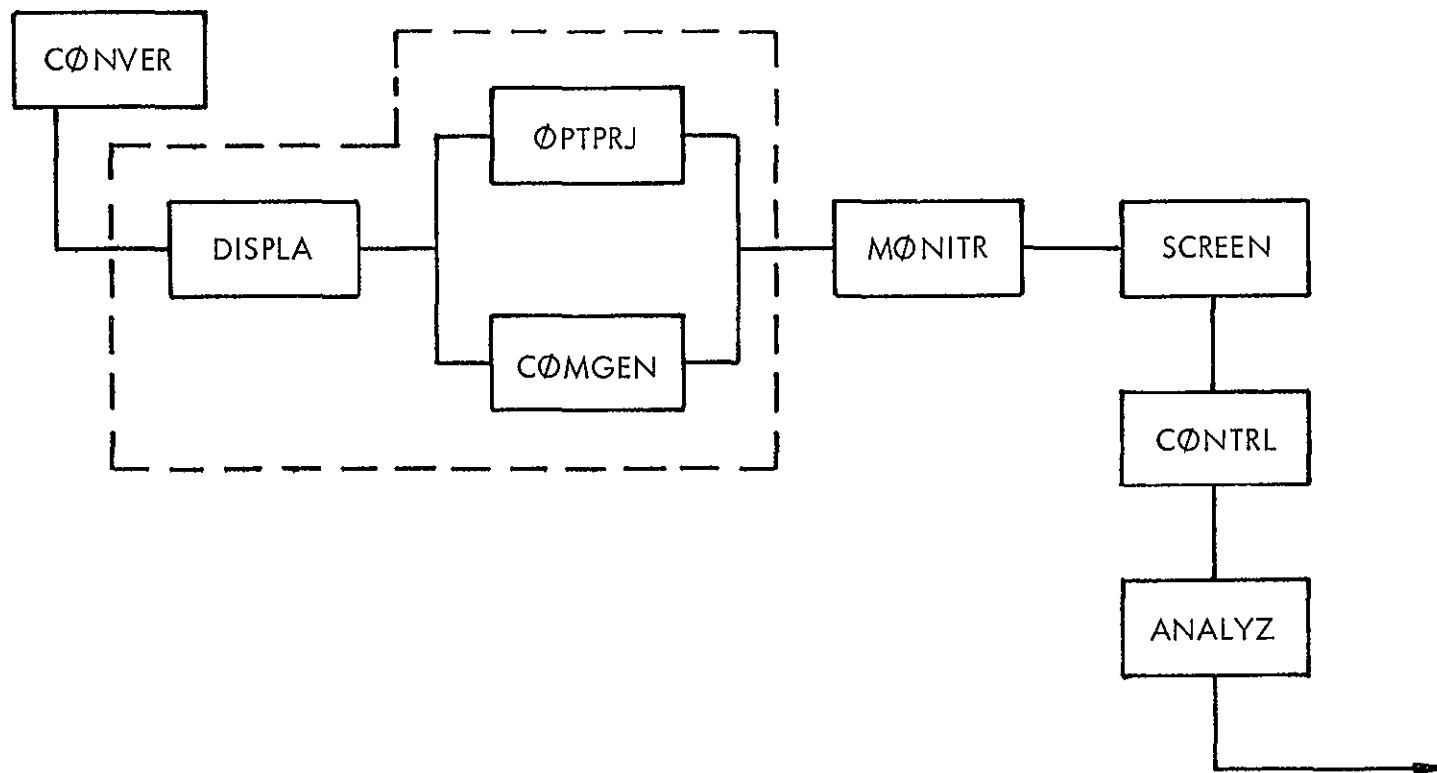 CØNVER
ØPTPRJ
DISPLA
MØNITR
SCREEN
CØMGEN
CØNTRL
ANALYZ